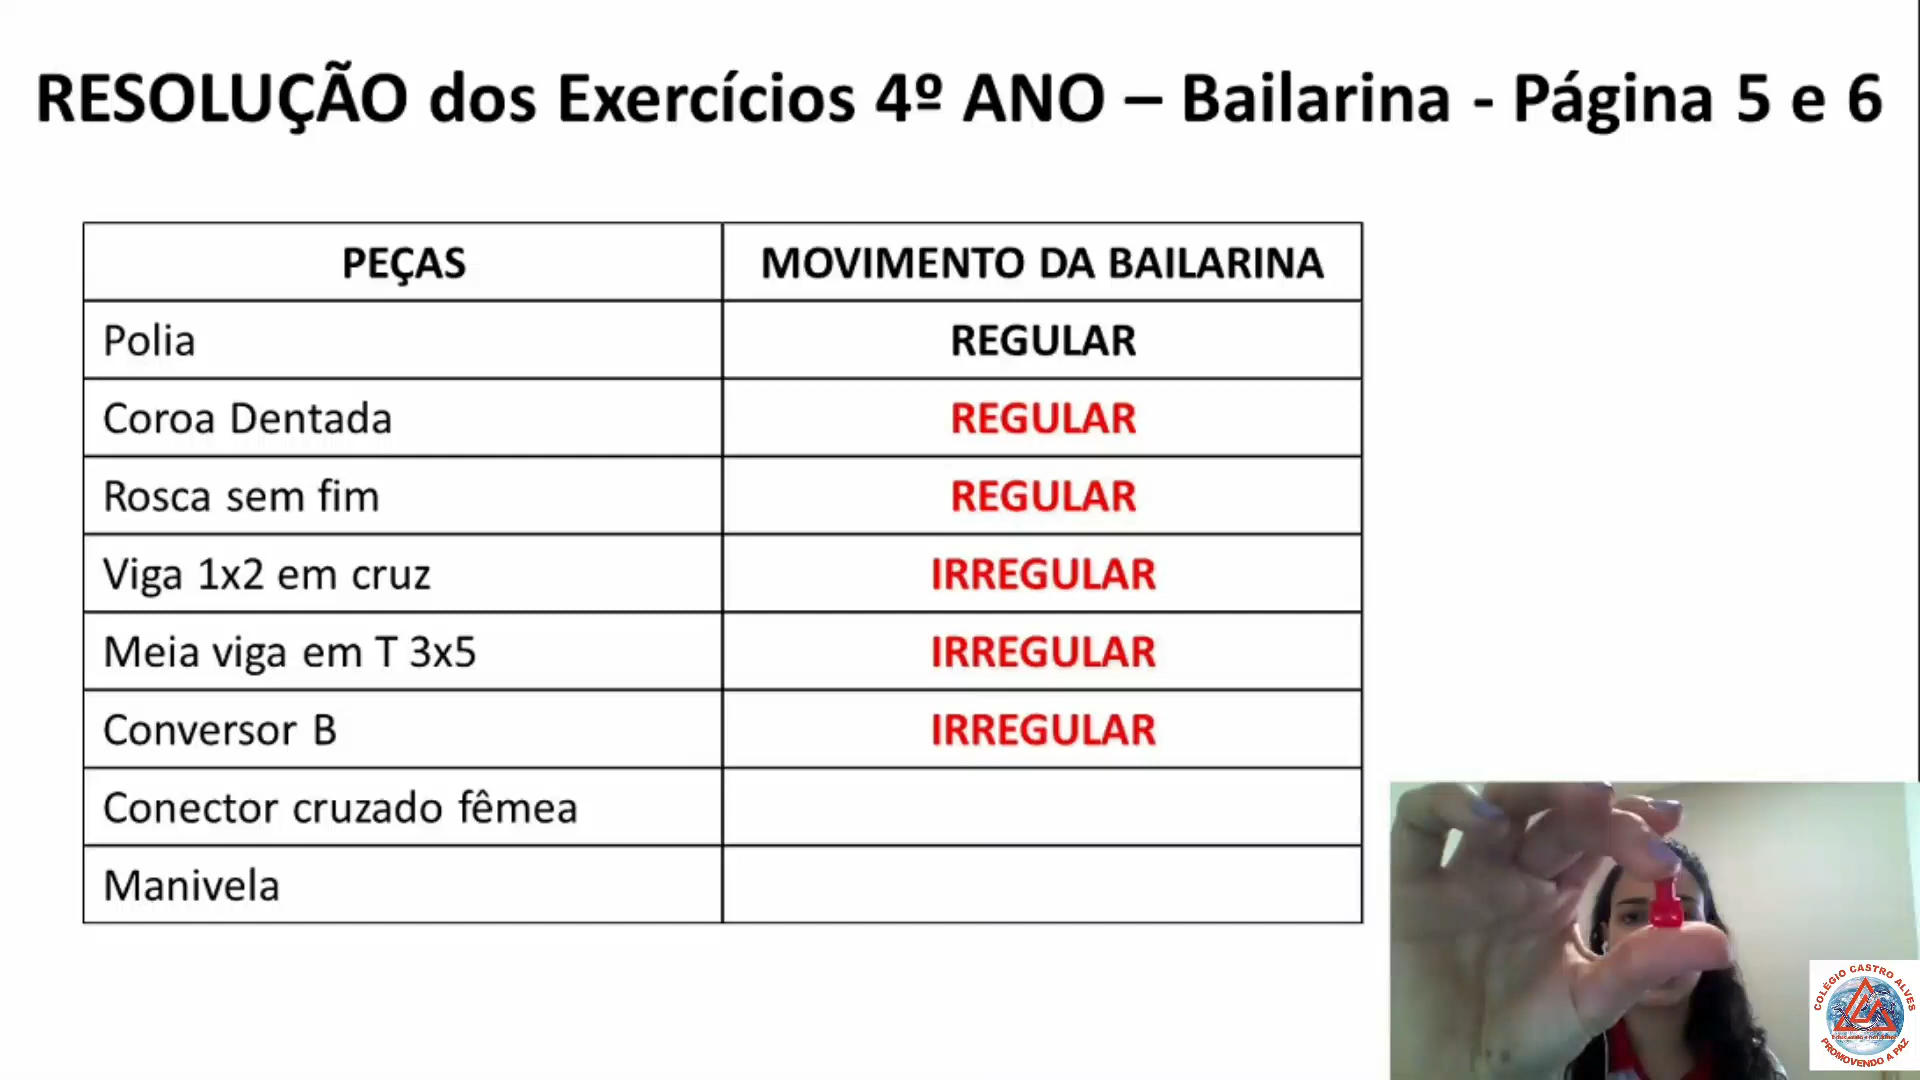 RESOLUÇÃO dos Exercícios 4º ANO – Bailarina - Página 5 e 6
PEÇAS MOVIMENTO DA BAILARINA
Polia REGULAR
Coroa Dentada REGULAR
Rosca sem fim REGULAR
Viga 1x2 em cruz IRREGULAR
Meia viga em T 3x5 IRREGULAR
Conversor B IRREGULAR
Conector cruzado fêmea
Manivela
COLÉGIO CASTRO ALVES
PROMOVENDO A PAZ